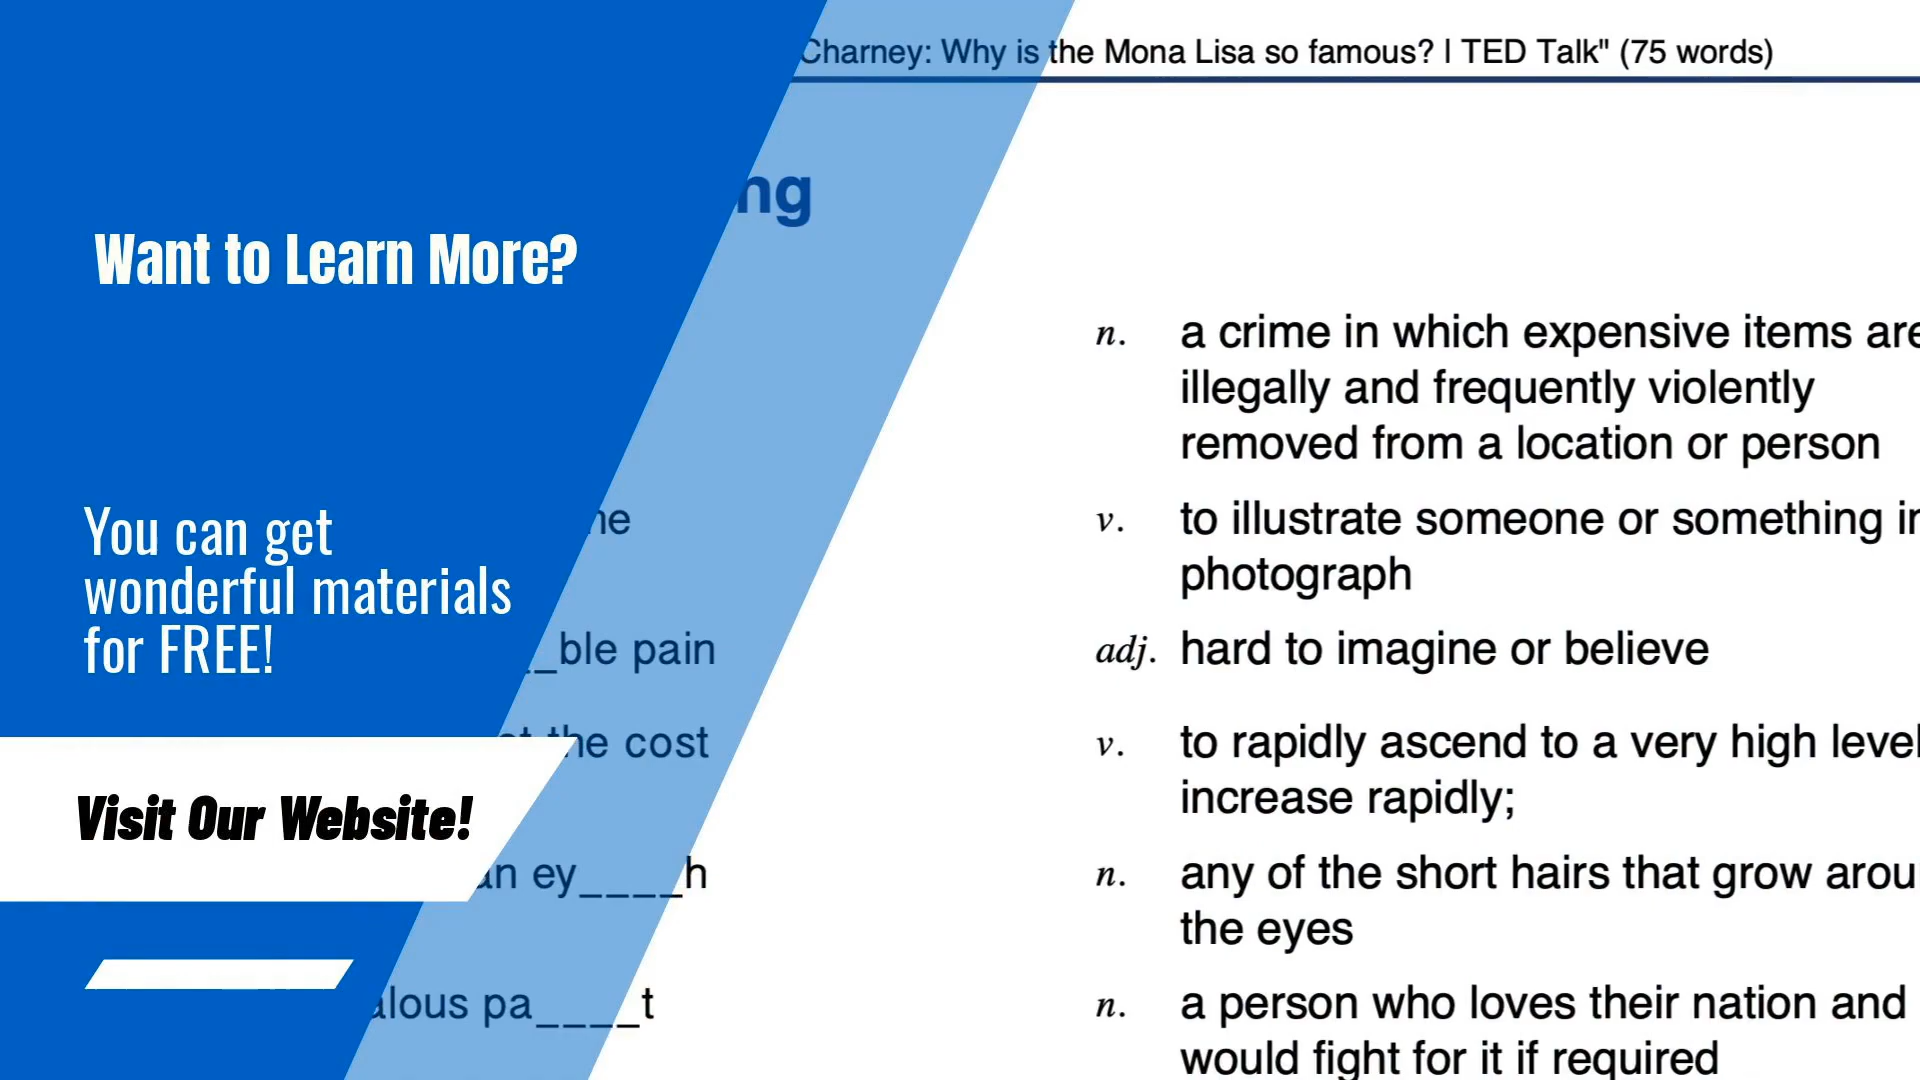 Charney: Why is the Mona Lisa so famous? | TED Talk" (75 words)
ng
Want to Learn More?
You can get
wonderful materials
for FREE!
Visit Our Website!
n. a crime in which expensive items are
illegally and frequently violently
removed from a location or person
v. to illustrate someone or something in
photograph
_ble pain adj. hard to imagine or believe
the cost v. to rapidly ascend to a very high level
increase rapidly;
an ey____h n. any of the short hairs that grow arou
the eyes
alous pa____t n. a person who loves their nation and
would fight for it if required